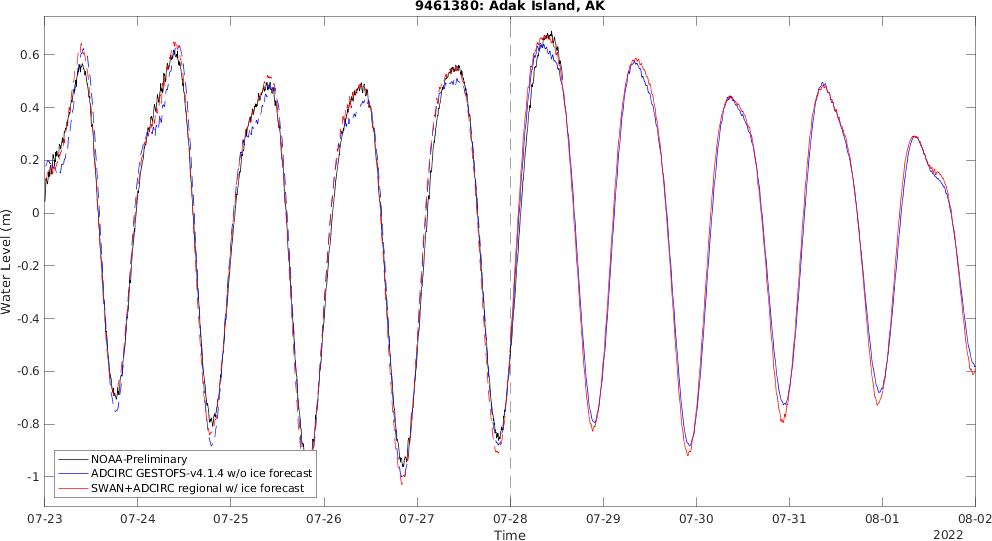 9461380: Adak Island, AK
Water Level (m)
0.6
0.4
0.2
0
-0.2
-0.4
-0.6
-0.8
-1
NOAA-Preliminary
ADCIRC GESTOFS-v4.1.4 w/o ice forecast
SWAN+ADCIRC regional w/ ice forecast
07-23 07-24 07-25 07-26 07-27 07-28 07-29 07-30 07-31 08-01 08-02
Time
2022